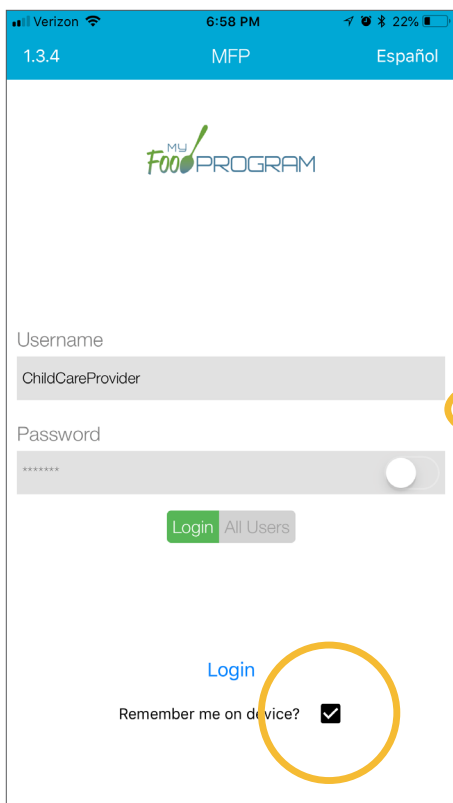 Verizon 6:58 PM 22%
1.3.4 MFP Español
MY
FOOD PROGRAM
Username
ChildCareProvider
Password
*******
Login All Users
Login
Remember me on device?